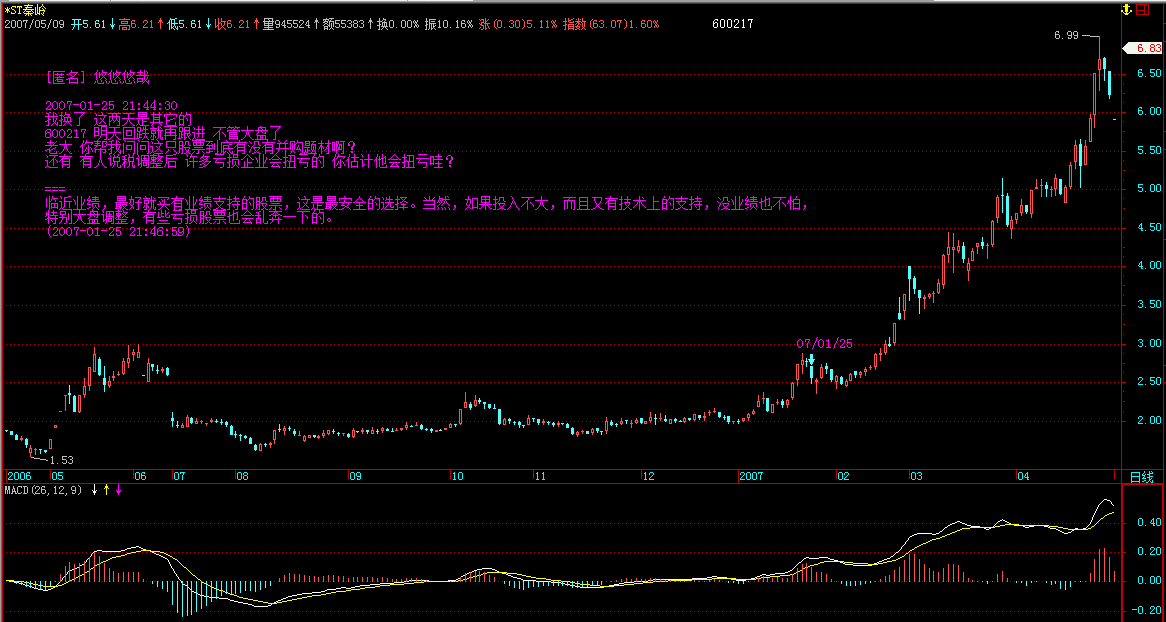 *ST秦岭
2007/05/09 开5.61↓高6.21↑低5.61↓收6.21↑量945524↑额55383↑换0.00% 振10.16% 涨(0.30)5.11% 指数(63.07)1.60% 600217
6.99
6.83
[匿名] 悠悠悠哉
2007-01-25 21:44:30
我换了 这两天是其它的
600217 明天回跌就再跟进 不管大盘了
老大 你帮我问问这只股票到底有没有并购题材啊?
还有 有人说税调整后 许多亏损企业会扭亏的 你估计他会扭亏哇?
===
临近业绩，最好就买有业绩支持的股票，这是最安全的选择。当然，如果投入不大，而且又有技术上的支持，没业绩也不怕，
特别大盘调整，有些亏损股票也会乱奔一下的。
(2007-01-25 21:46:59)
6.50
6.00
5.50
5.00
4.50
4.00
3.50
3.00
2.50
2.00
07/01/25
1.53
2006 05 06 07 08 09 10 11 12 2007 02 03 04 日线
MACD(26,12,9) ↓ ↑ ↓
0.40
0.20
0.00
-0.20